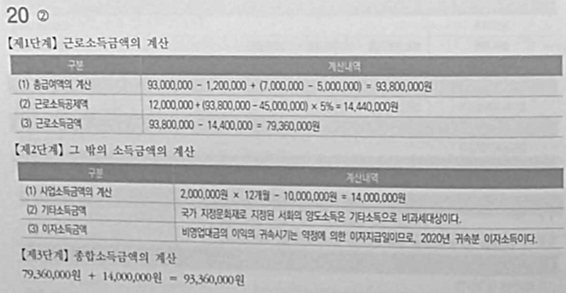 20 ②
【제1단계】 근로소득금액의 계산
구분 계산내역
(1) 총급여액의 계산 93,000,000 - 1,200,000 + (7,000,000 - 5,000,000) = 93,800,000원
(2) 근로소득공제액 12,000,000 + (93,800,000 - 45,000,000) × 5% = 14,440,000원
(3) 근로소득금액 93,800,000 - 14,400,000 = 79,360,000원
【제2단계】 그 밖의 소득금액의 계산
구분 계산내역
(1) 사업소득금액의 계산 2,000,000원 × 12개월 - 10,000,000원 = 14,000,000원
(2) 기타소득금액 국가 지정문화재로 지정된 서화의 양도소득은 기타소득으로 비과세대상이다.
(3) 이자소득금액 비영업대금의 이익의 귀속시기는 약정에 의한 이자지급일이므로, 2020년 귀속분 이자소득이다.
【제3단계】 종합소득금액의 계산
79,360,000원 + 14,000,000원 = 93,360,000원